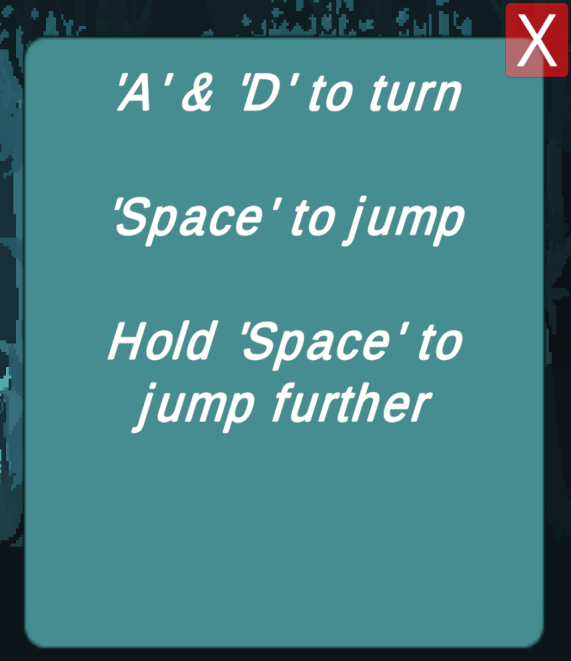 X
'A' & 'D' to turn
'Space' to jump
Hold 'Space' to
jump further